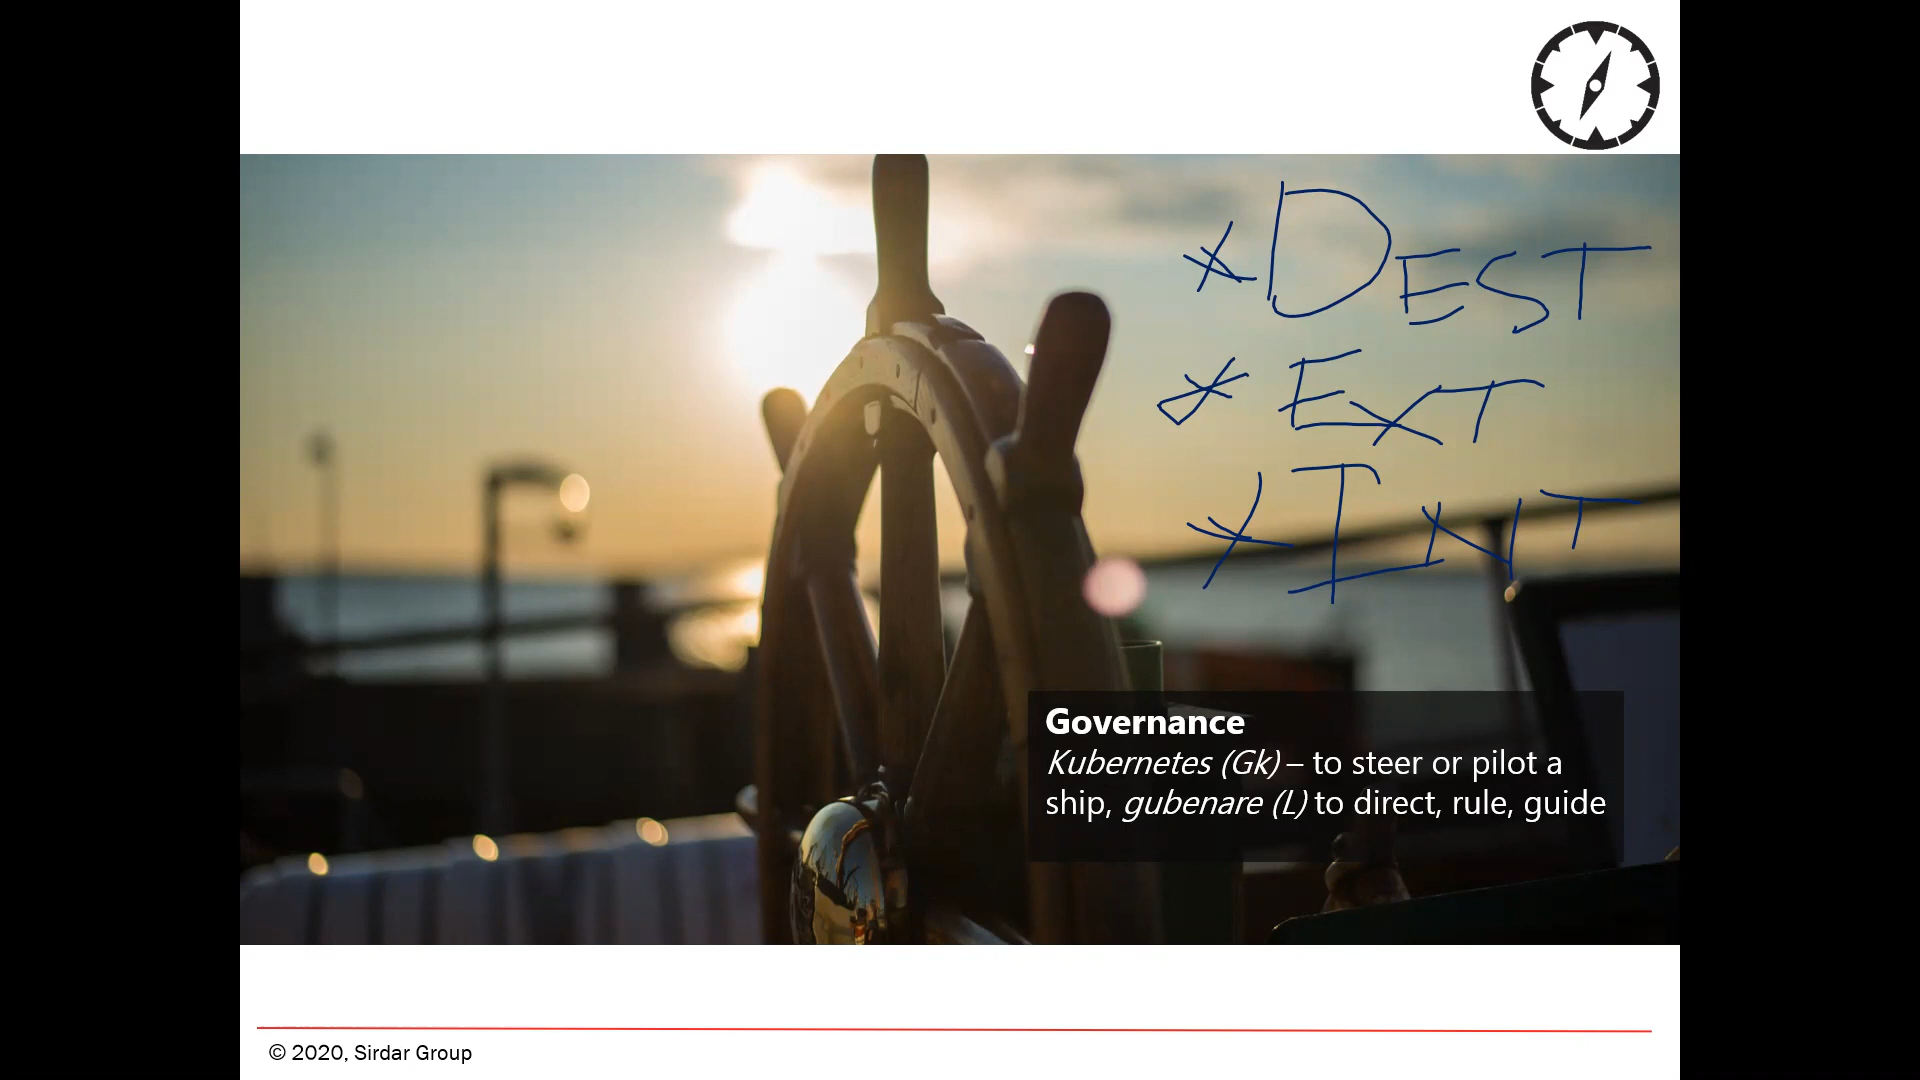 * DEST
* EXT
* INT
Governance
Kubernetes (Gk) – to steer or pilot a
ship, gubenare (L) to direct, rule, guide
© 2020, Sirdar Group